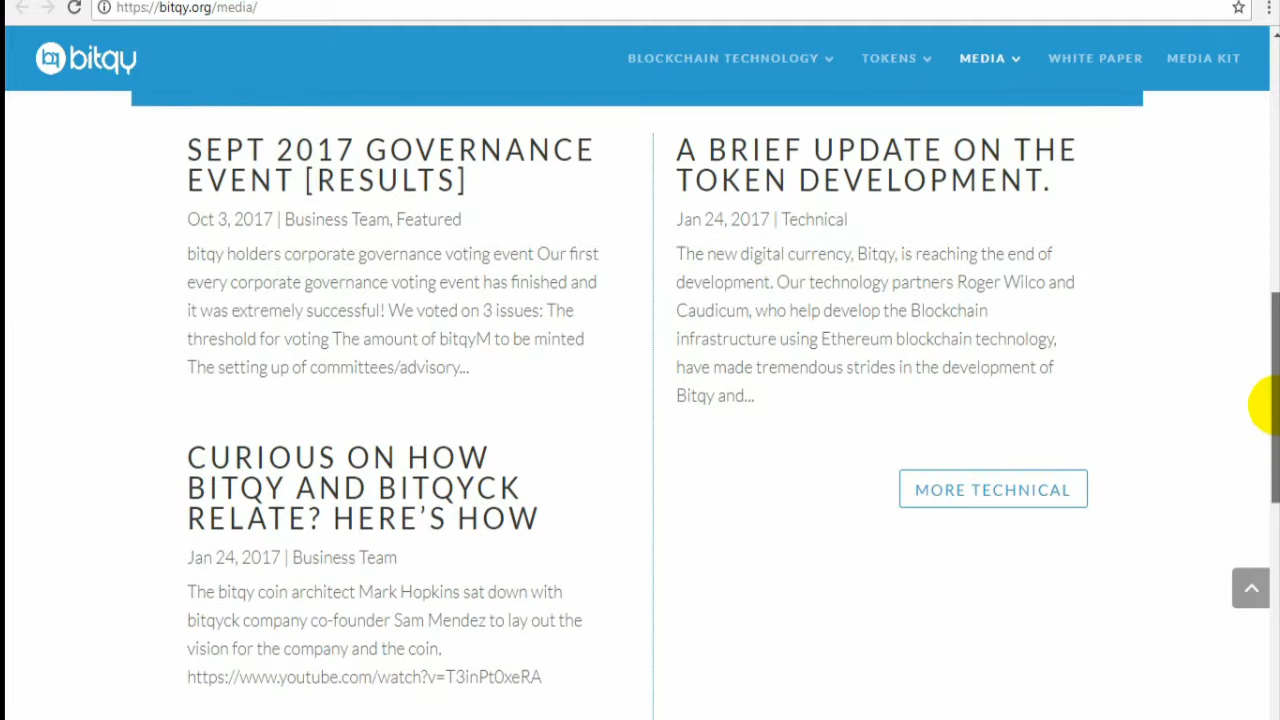 https://bitqy.org/media/
bq bitqy
BLOCKCHAIN TECHNOLOGY TOKENS MEDIA WHITE PAPER MEDIA KIT
SEPT 2017 GOVERNANCE
EVENT [RESULTS]
Oct 3, 2017 | Business Team, Featured
bitqy holders corporate governance voting event Our first
every corporate governance voting event has finished and
it was extremely successful! We voted on 3 issues: The
threshold for voting The amount of bitqyM to be minted
The setting up of committees/advisory...
CURIOUS ON HOW
BITQY AND BITQYCK
RELATE? HERE'S HOW
Jan 24, 2017 | Business Team
The bitqy coin architect Mark Hopkins sat down with
bitqyck company co-founder Sam Mendez to lay out the
vision for the company and the coin.
https://www.youtube.com/watch?v=T3inPt0xeRA
A BRIEF UPDATE ON THE
TOKEN DEVELOPMENT.
Jan 24, 2017 | Technical
The new digital currency, Bitqy, is reaching the end of
development. Our technology partners Roger Wilco and
Caudicum, who help develop the Blockchain
infrastructure using Ethereum blockchain technology,
have made tremendous strides in the development of
Bitqy and...
MORE TECHNICAL